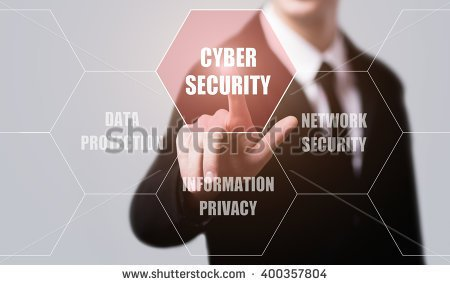 CYBER
SECURITY
DATA
PROTECTION
NETWORK
SECURITY
INFORMATION
PRIVACY
shutterstock
www.shutterstock.com · 400357804